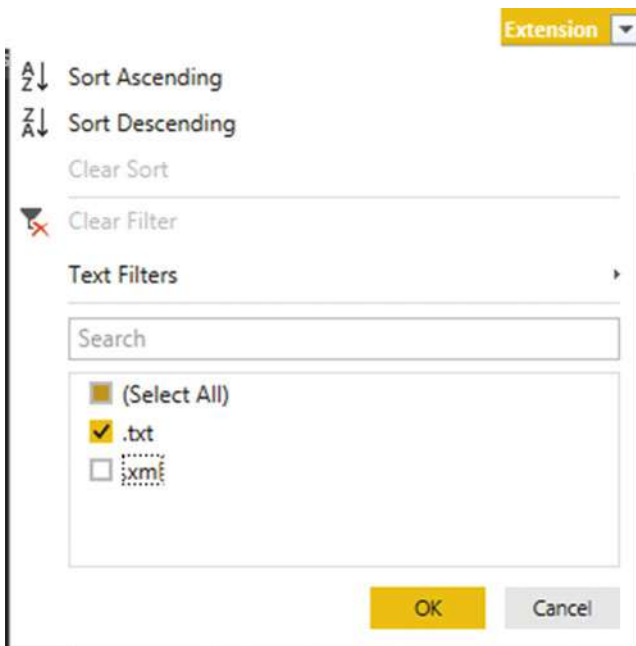 Extension
Sort Ascending
Sort Descending
Clear Sort
Clear Filter
Text Filters
Search
(Select All)
.txt
.xml
OK
Cancel